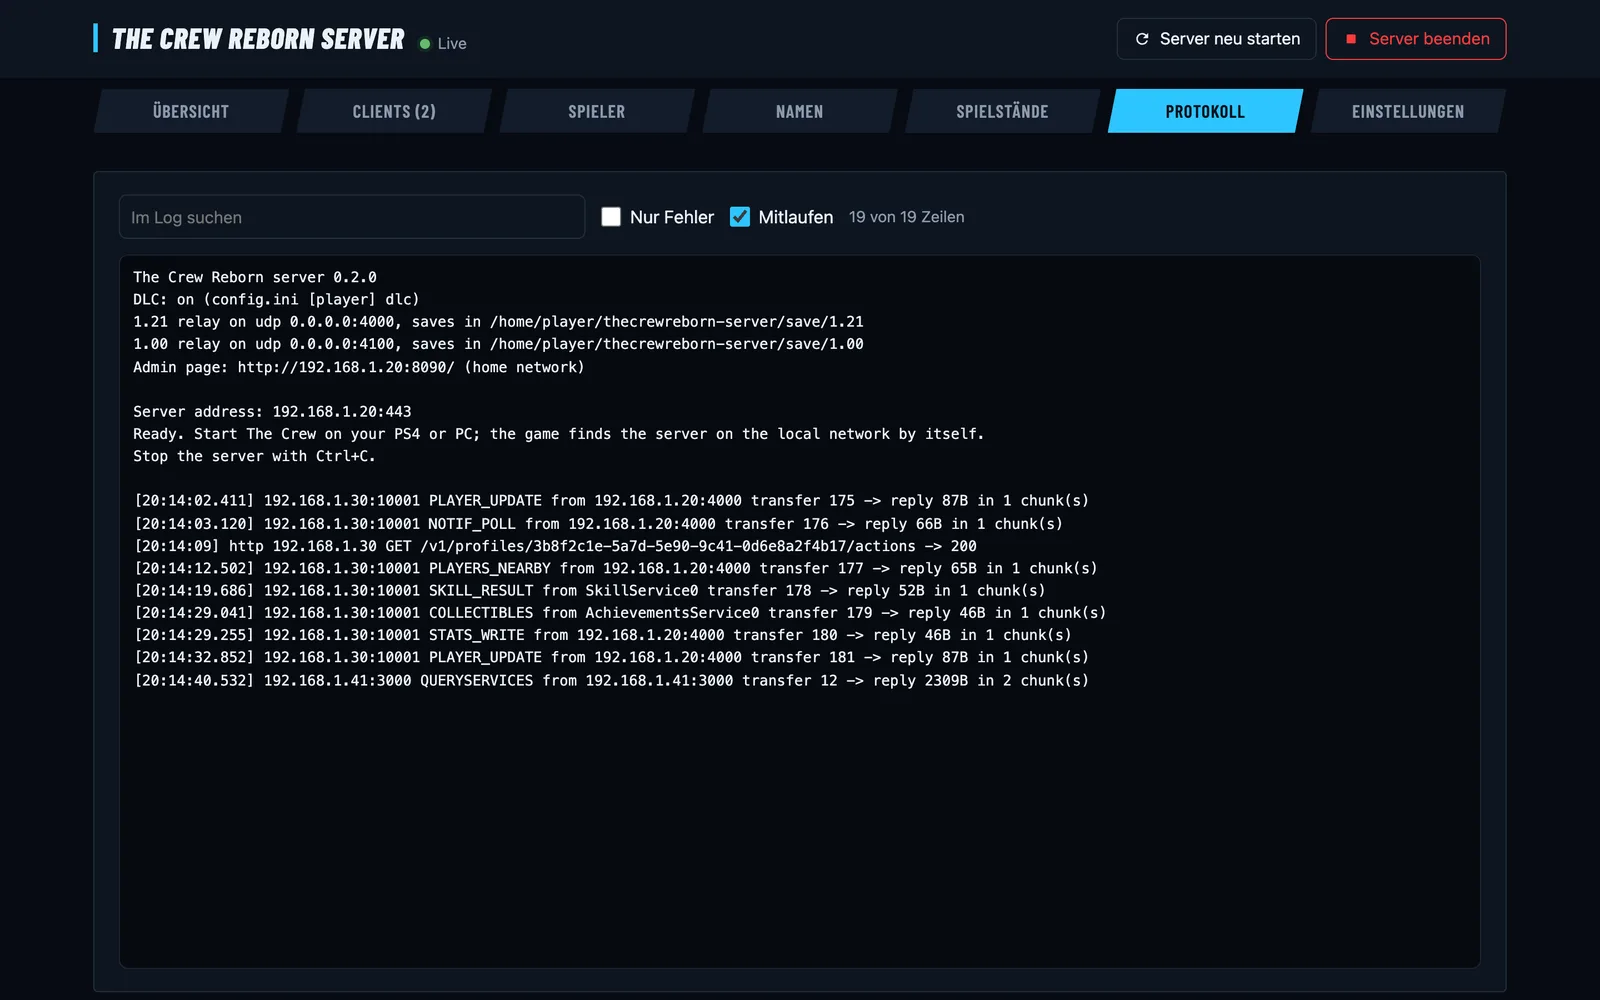 THE CREW REBORN SERVER
Live
Server neu starten
Server beenden
ÜBERSICHT
CLIENTS (2)
SPIELER
NAMEN
SPIELSTÄNDE
PROTOKOLL
EINSTELLUNGEN
Im Log suchen
Nur Fehler
Mitlaufen
19 von 19 Zeilen
The Crew Reborn server 0.2.0
DLC: on (config.ini [player] dlc)
1.21 relay on udp 0.0.0.0:4000, saves in /home/player/thecrewreborn-server/save/1.21
1.00 relay on udp 0.0.0.0:4100, saves in /home/player/thecrewreborn-server/save/1.00
Admin page: http://192.168.1.20:8090/ (home network)
Server address: 192.168.1.20:443
Ready. Start The Crew on your PS4 or PC; the game finds the server on the local network by itself.
Stop the server with Ctrl+C.
[20:14:02.411] 192.168.1.30:10001 PLAYER_UPDATE from 192.168.1.20:4000 transfer 175 -> reply 87B in 1 chunk(s)
[20:14:03.120] 192.168.1.30:10001 NOTIF_POLL from 192.168.1.20:4000 transfer 176 -> reply 66B in 1 chunk(s)
[20:14:09] http 192.168.1.30 GET /v1/profiles/3b8f2c1e-5a7d-5e90-9c41-0d6e8a2f4b17/actions -> 200
[20:14:12.502] 192.168.1.30:10001 PLAYERS_NEARBY from 192.168.1.20:4000 transfer 177 -> reply 65B in 1 chunk(s)
[20:14:19.686] 192.168.1.30:10001 SKILL_RESULT from SkillService0 transfer 178 -> reply 52B in 1 chunk(s)
[20:14:29.041] 192.168.1.30:10001 COLLECTIBLES from AchievementsService0 transfer 179 -> reply 46B in 1 chunk(s)
[20:14:29.255] 192.168.1.30:10001 STATS_WRITE from 192.168.1.20:4000 transfer 180 -> reply 46B in 1 chunk(s)
[20:14:32.852] 192.168.1.30:10001 PLAYER_UPDATE from 192.168.1.20:4000 transfer 181 -> reply 87B in 1 chunk(s)
[20:14:40.532] 192.168.1.41:3000 QUERYSERVICES from 192.168.1.41:3000 transfer 12 -> reply 2309B in 2 chunk(s)